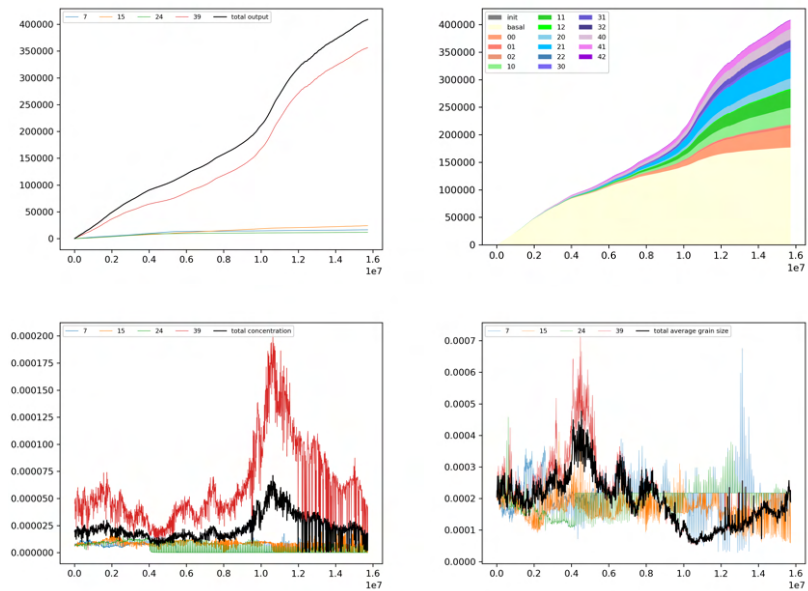 7 15 24 39 total output
400000
350000
300000
250000
200000
150000
100000
50000
0
0.0 0.2 0.4 0.6 0.8 1.0 1.2 1.4 1.6
1e7
init 11 31
basal 12 32
00 20 40
01 21 41
02 22 42
10 30
400000
350000
300000
250000
200000
150000
100000
50000
0
0.0 0.2 0.4 0.6 0.8 1.0 1.2 1.4 1.6
1e7
7 15 24 39 total concentration
0.000200
0.000175
0.000150
0.000125
0.000100
0.000075
0.000050
0.000025
0.000000
0.0 0.2 0.4 0.6 0.8 1.0 1.2 1.4 1.6
1e7
7 15 24 39 total average grain size
0.0007
0.0006
0.0005
0.0004
0.0003
0.0002
0.0001
0.0000
0.0 0.2 0.4 0.6 0.8 1.0 1.2 1.4 1.6
1e7